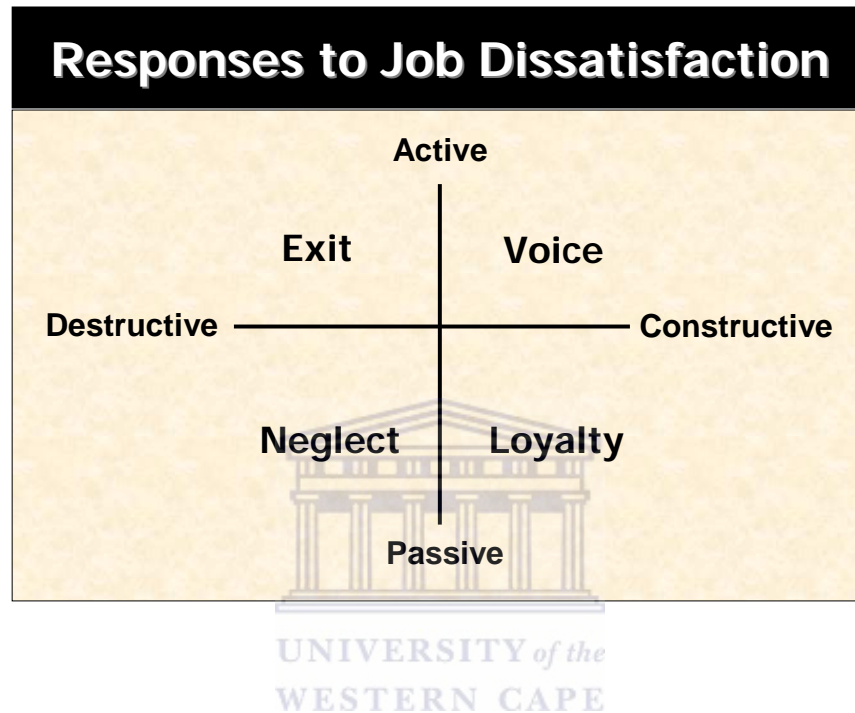 Responses to Job Dissatisfaction
Active
Exit Voice
Destructive Constructive
Neglect Loyalty
Passive
UNIVERSITY of the
WESTERN CAPE